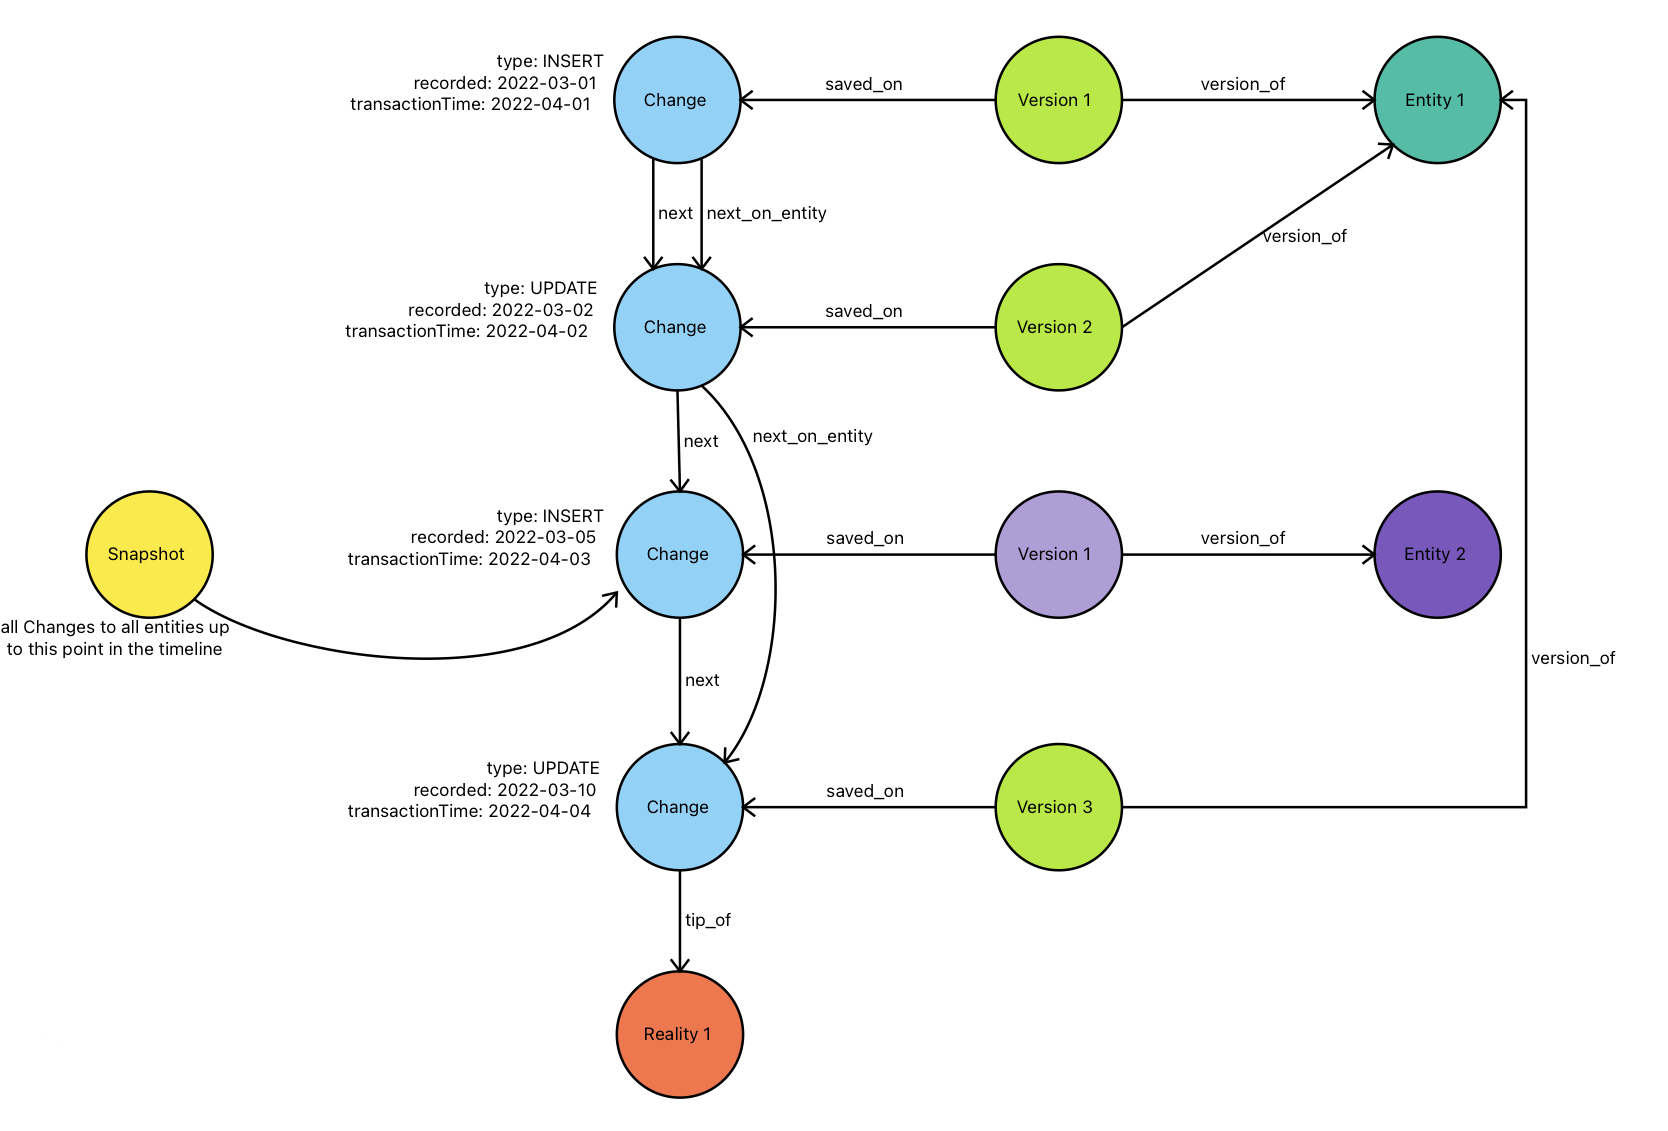 type: INSERT
recorded: 2022-03-01
transactionTime: 2022-04-01
Change
saved_on
Version 1
version_of
Entity 1
next
next_on_entity
version_of
type: UPDATE
recorded: 2022-03-02
transactionTime: 2022-04-02
Change
saved_on
Version 2
next
next_on_entity
type: INSERT
recorded: 2022-03-05
transactionTime: 2022-04-03
Snapshot
Change
saved_on
Version 1
version_of
Entity 2
all Changes to all entities up
to this point in the timeline
version_of
next
type: UPDATE
recorded: 2022-03-10
transactionTime: 2022-04-04
Change
saved_on
Version 3
tip_of
Reality 1